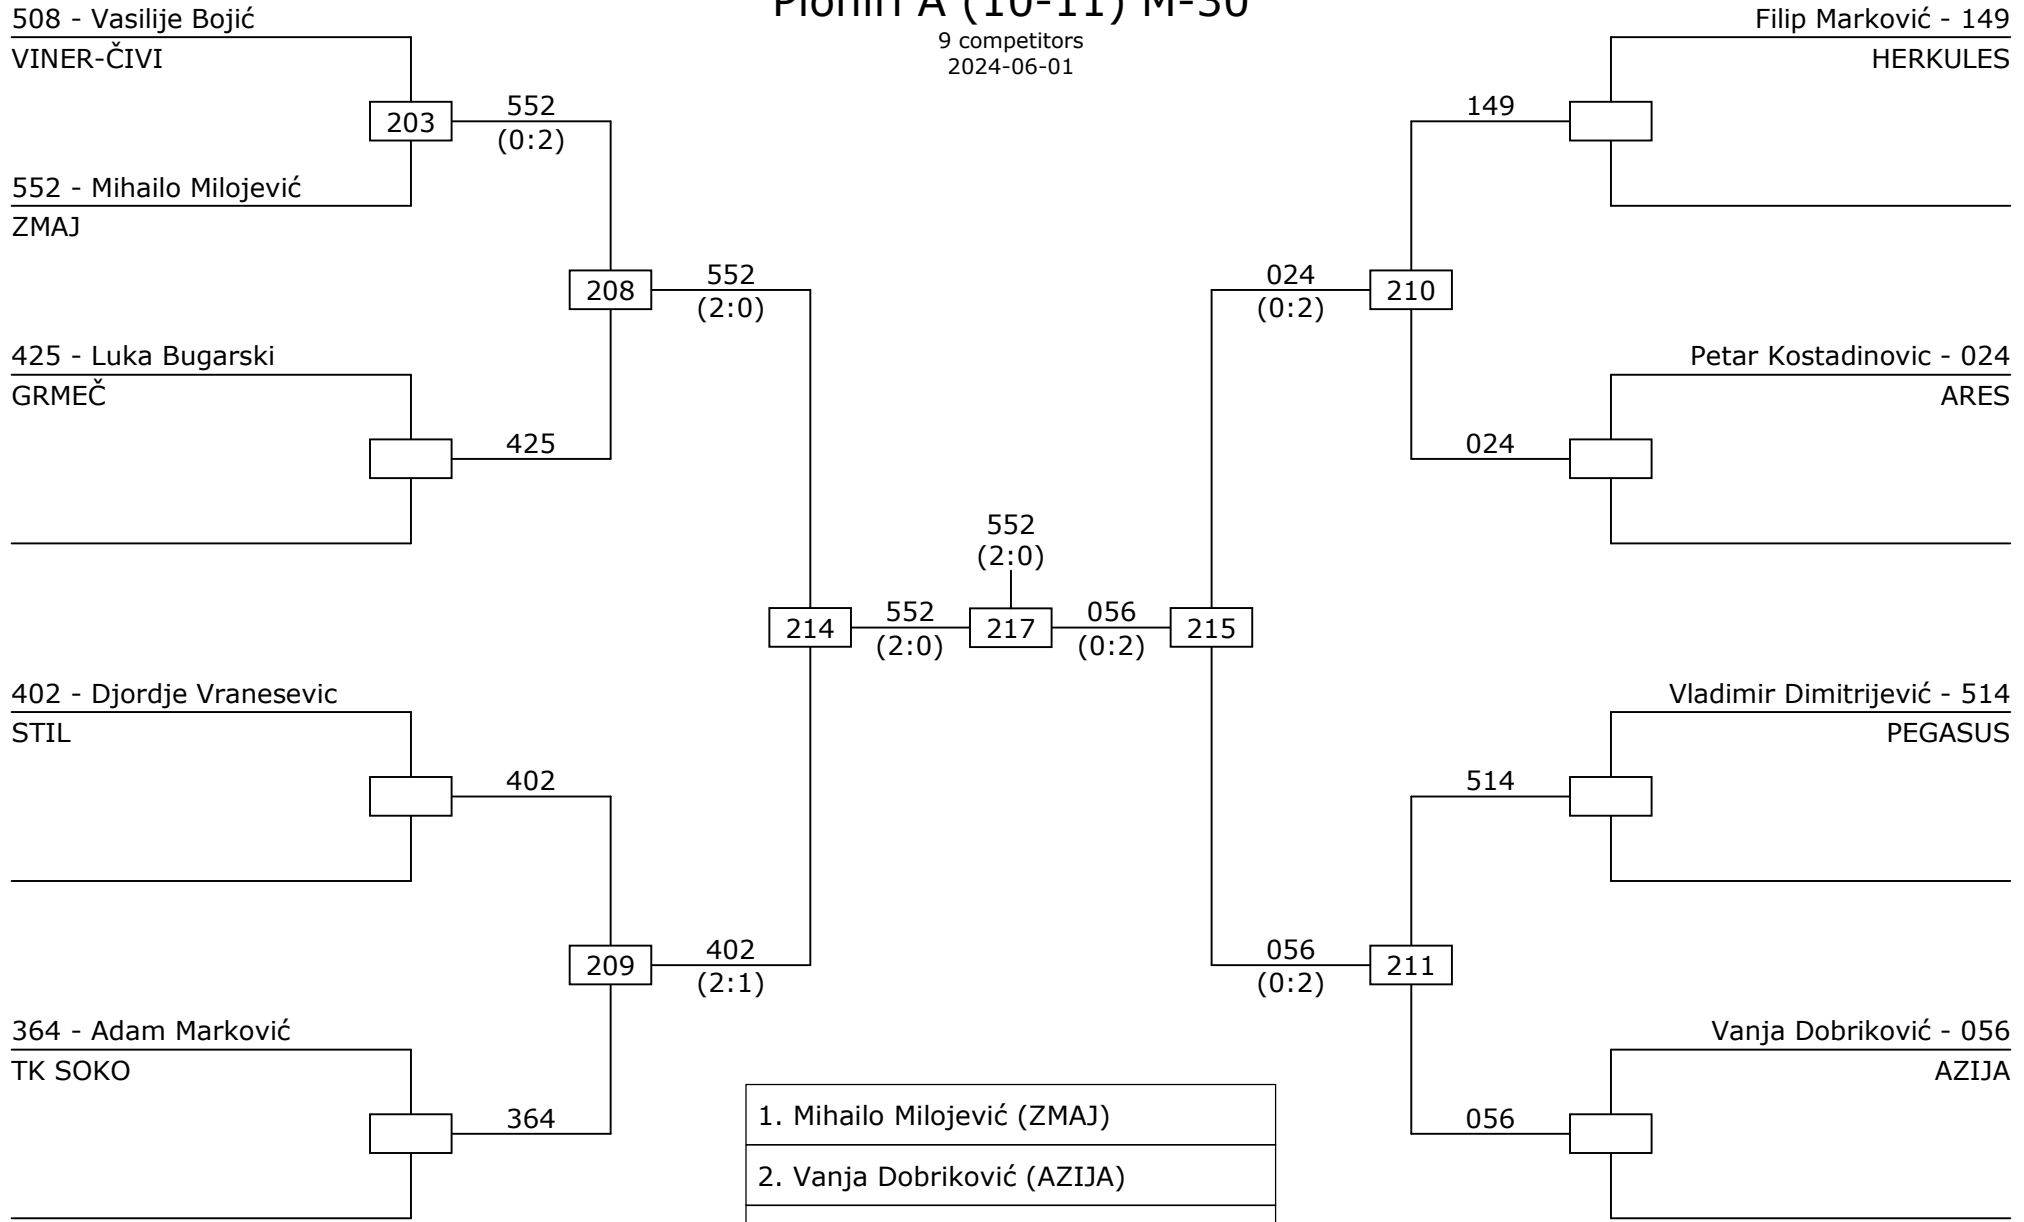 Pioniri A (10-11) M-30
9 competitors
2024-06-01
508 - Vasilije Bojić
VINER-ČIVI
203
552
(0:2)
552 - Mihailo Milojević
ZMAJ
208
552
(2:0)
425 - Luka Bugarski
GRMEČ
425
402 - Djordje Vranesevic
STIL
402
209
402
(2:1)
364 - Adam Marković
TK SOKO
364
214
552
(2:0)
552
(2:0)
217
056
(0:2)
215
Filip Marković - 149
HERKULES
149
024
(0:2)
210
Petar Kostadinovic - 024
ARES
024
Vladimir Dimitrijević - 514
PEGASUS
514
056
(0:2)
211
Vanja Dobriković - 056
AZIJA
056
1. Mihailo Milojević (ZMAJ)
2. Vanja Dobriković (AZIJA)